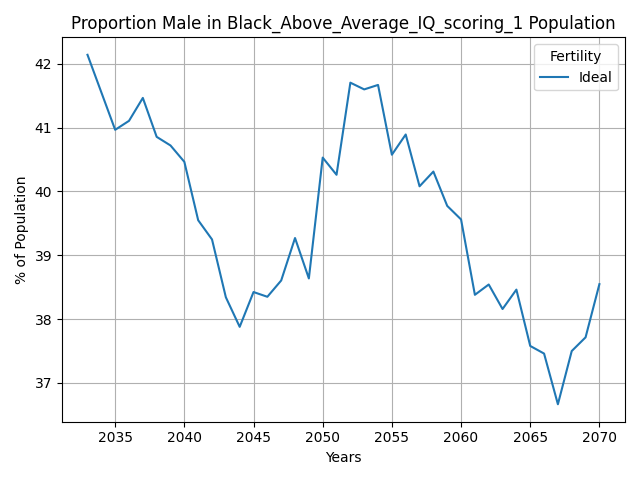 Proportion Male in Black_Above_Average_IQ_scoring_1 Population
Fertility
Ideal
% of Population
42
41
40
39
38
37
2035 2040 2045 2050 2055 2060 2065 2070
Years